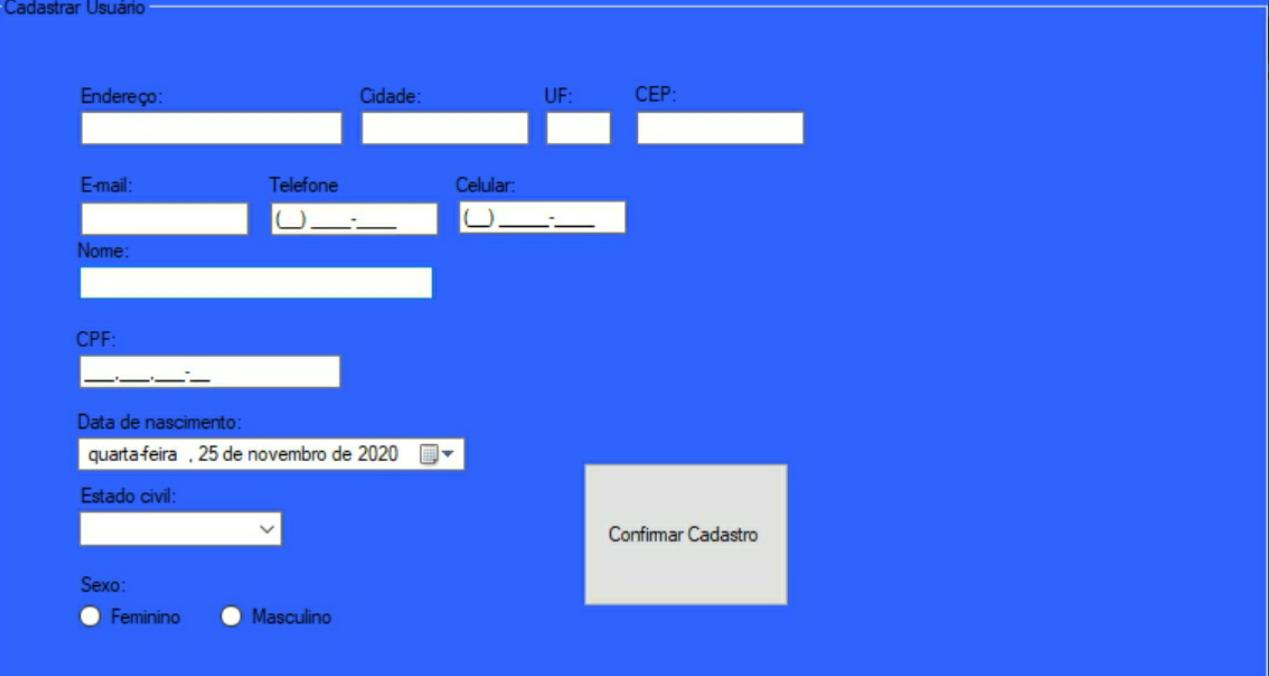 Cadastrar Usuário
Endereço: Cidade: UF: CEP:
E-mail: Telefone Celular:
(__) ____-____ (__) _____-____
Nome:
CPF:
___.___.___-__
Data de nascimento:
quarta-feira , 25 de novembro de 2020
Estado civil:
Confirmar Cadastro
Sexo:
Feminino Masculino